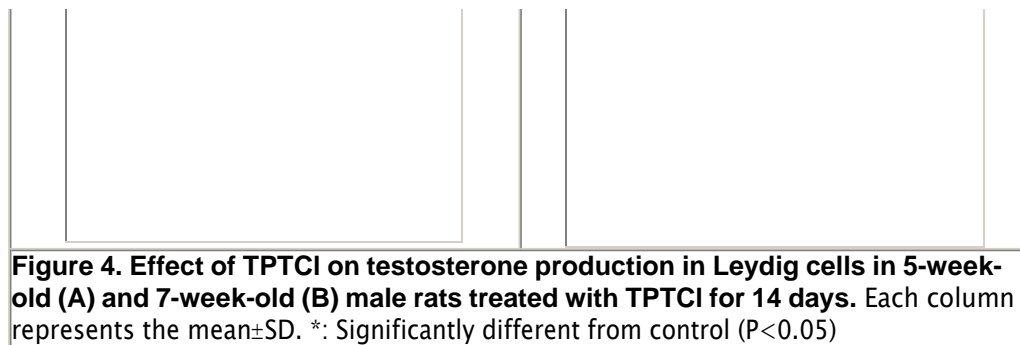 Figure 4. Effect of TPTCl on testosterone production in Leydig cells in 5-week-
old (A) and 7-week-old (B) male rats treated with TPTCl for 14 days. Each column
represents the mean±SD. *: Significantly different from control (P<0.05)